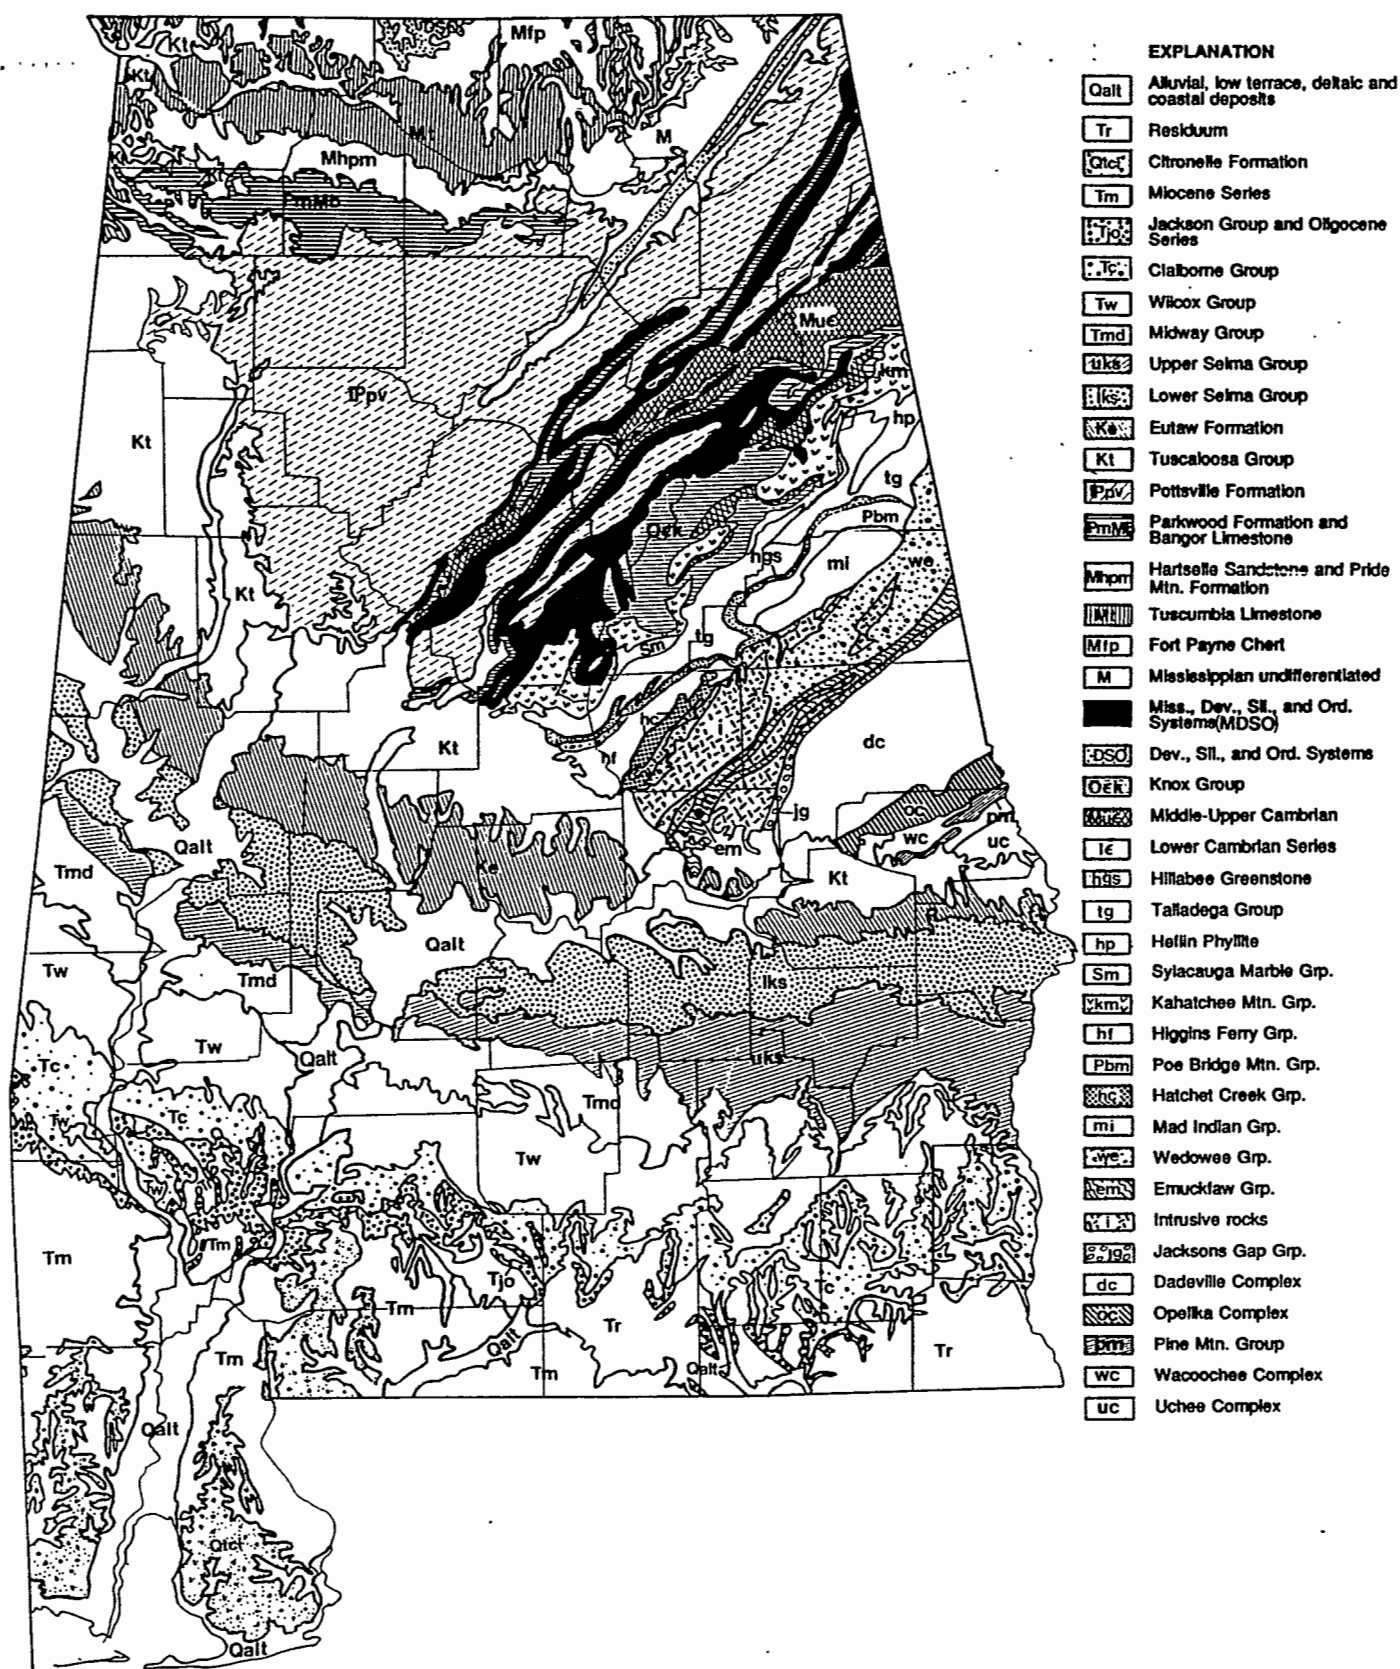 EXPLANATION
Qalt Alluvial, low terrace, deltaic and
coastal deposits
Tr Residuum
Qtci Citronelle Formation
Tm Miocene Series
Tjo Jackson Group and Oligocene
Series
Tc Claiborne Group
Tw Wilcox Group
Tmd Midway Group
uks Upper Selma Group
lks Lower Selma Group
Ke Eutaw Formation
Kt Tuscaloosa Group
IPpv Pottsville Formation
PmMb Parkwood Formation and
Bangor Limestone
Mhpm Hartselle Sandstone and Pride
Mtn. Formation
Mt Tuscumbia Limestone
Mfp Fort Payne Chert
M Mississippian undifferentiated
Miss., Dev., Sil., and Ord.
Systems(MDSO)
DSO Dev., Sil., and Ord. Systems
O€k Knox Group
Mu€ Middle-Upper Cambrian
l€ Lower Cambrian Series
hgs Hillabee Greenstone
tg Talladega Group
hp Heflin Phyllite
Sm Sylacauga Marble Grp.
km Kahatchee Mtn. Grp.
hf Higgins Ferry Grp.
Pbm Poe Bridge Mtn. Grp.
hc Hatchet Creek Grp.
mi Mad Indian Grp.
we Wedowee Grp.
em Emuckfaw Grp.
i Intrusive rocks
jg Jacksons Gap Grp.
dc Dadeville Complex
oc Opelika Complex
pm Pine Mtn. Group
wc Wacoochee Complex
uc Uchee Complex
Mfp
Kt
Kt
Mt
M
Mhpm
PmMb
Mu€
km
IPpv
hp
Kt
tg
Pbm
O€k
hgs
mi
we
Kt
tg
Sm
hc
i
dc
Kt
hf
jg
oc
pm
wc
uc
Qalt
em
Ke
Tmd
Kt
Qalt
Tw
Tmd
lks
Tw
Qalt
uks
Tc
Tmd
Tc
Tw
Tw
Tm
Tm
Tjo
Tm
Tr
Qalt
Tr
Tm
Tm
Qalt
Qalt
Qtci
Qalt